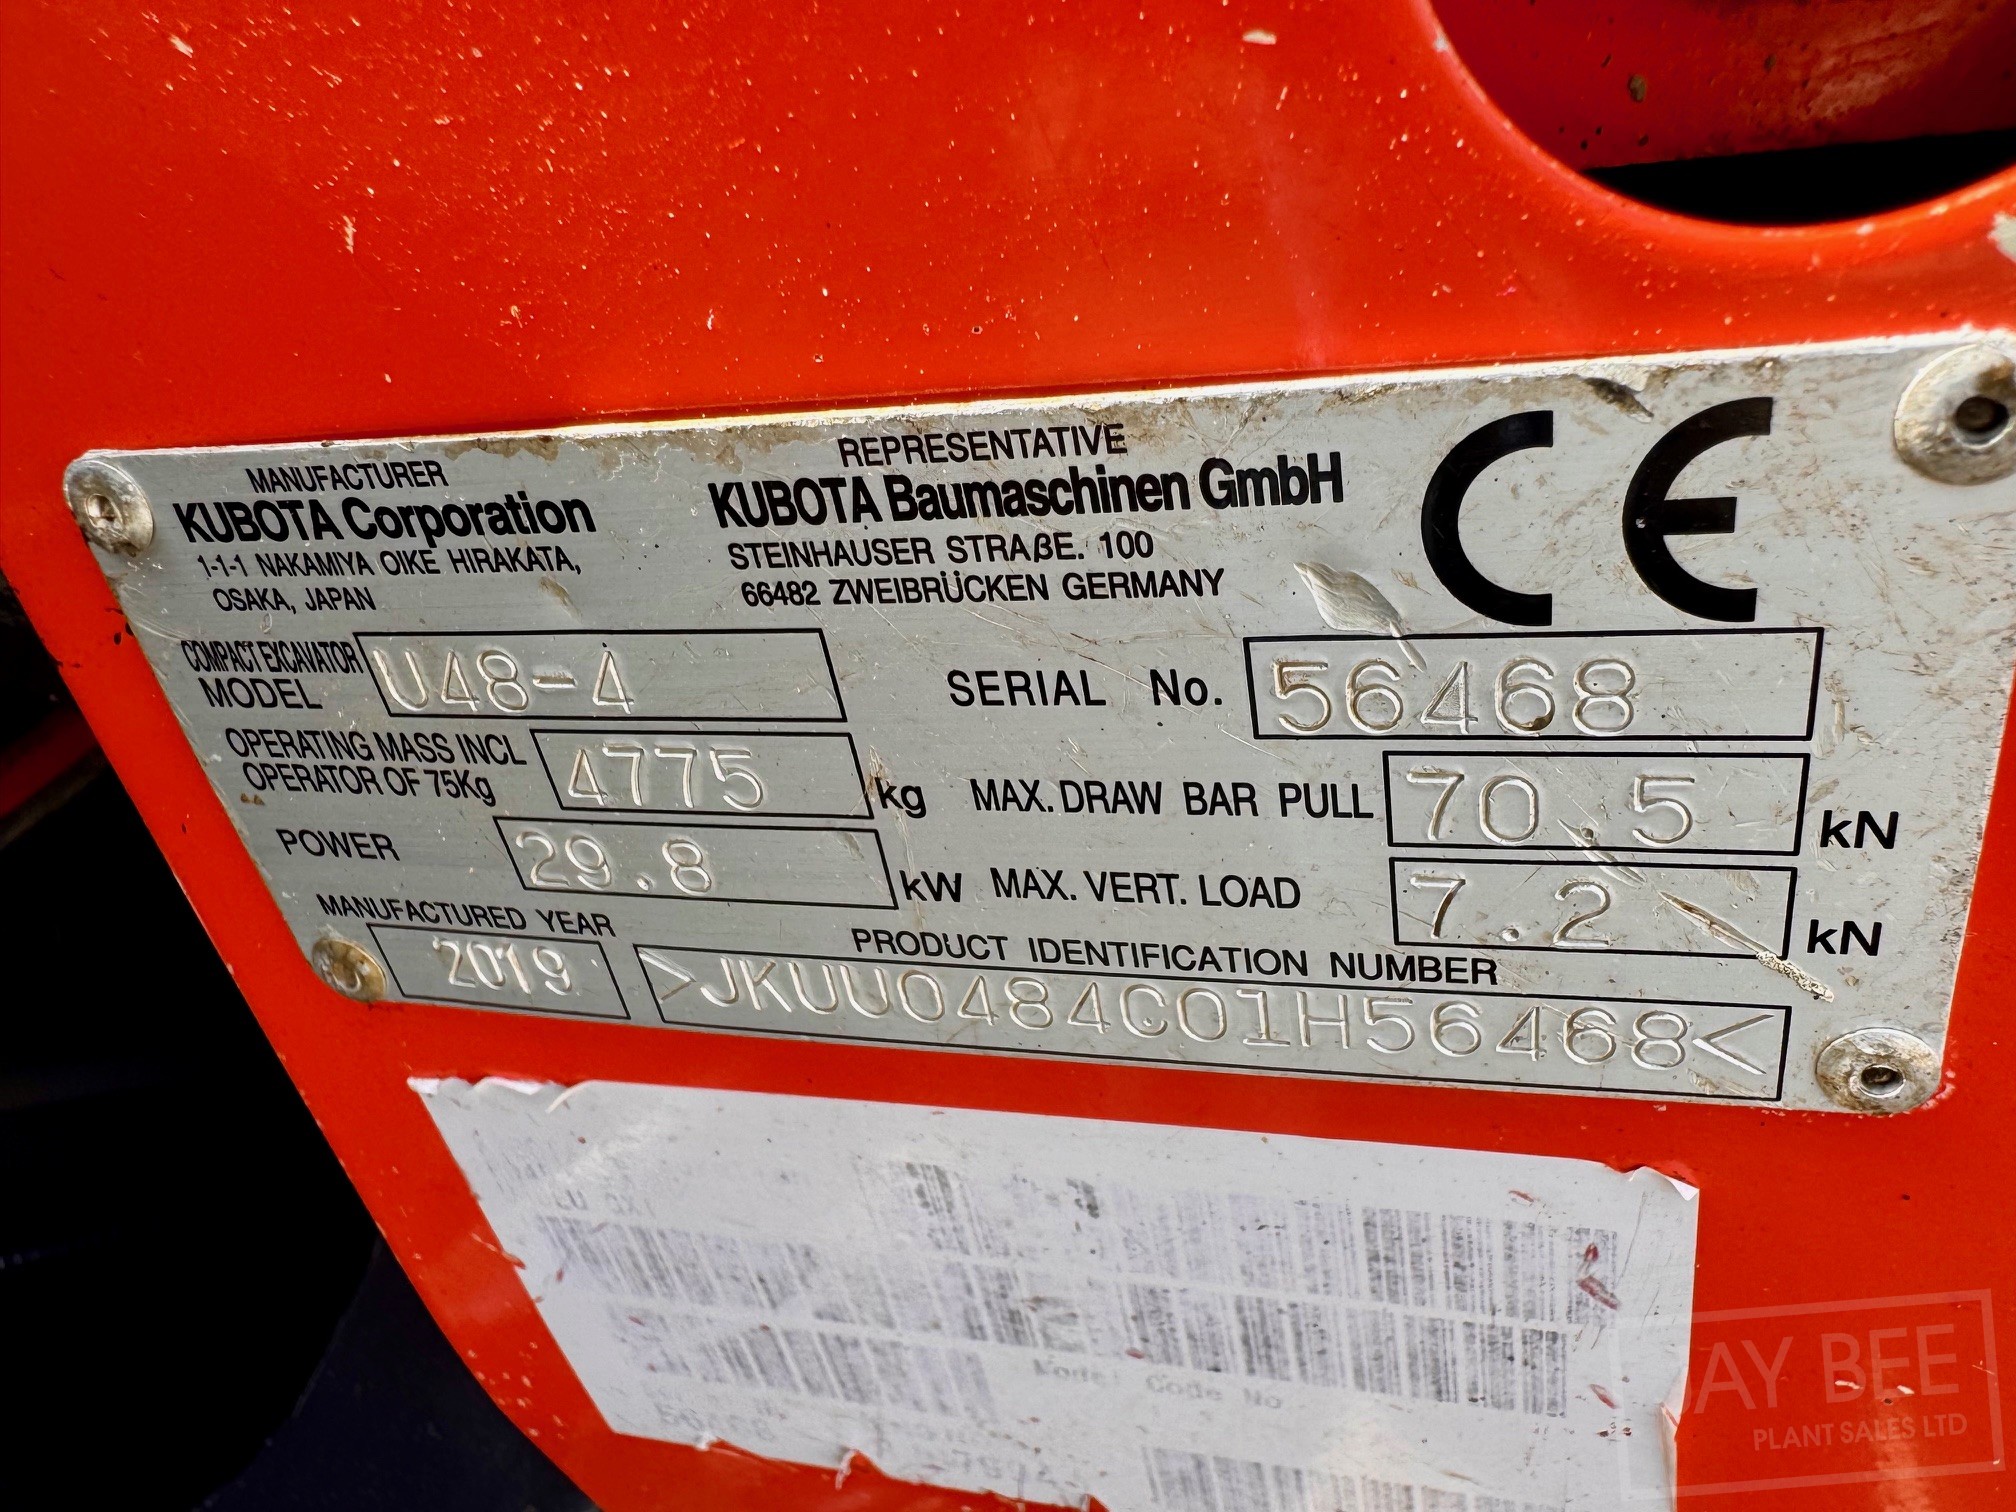 MANUFACTURER
KUBOTA Corporation
1-1-1 NAKAMIYA OIKE HIRAKATA,
OSAKA, JAPAN
REPRESENTATIVE
KUBOTA Baumaschinen GmbH
STEINHAUSER STRAßE. 100
66482 ZWEIBRÜCKEN GERMANY
CE
COMPACT EXCAVATOR
MODEL
U48-4
SERIAL No. 56468
OPERATING MASS INCL
OPERATOR OF 75Kg
4775 kg
MAX. DRAW BAR PULL 70.5 kN
POWER 29.8 kW
MAX. VERT. LOAD 7.2 kN
MANUFACTURED YEAR
2019
PRODUCT IDENTIFICATION NUMBER
>JKUU0484C01H56468<
Code No
56468
JAY BEE
PLANT SALES LTD